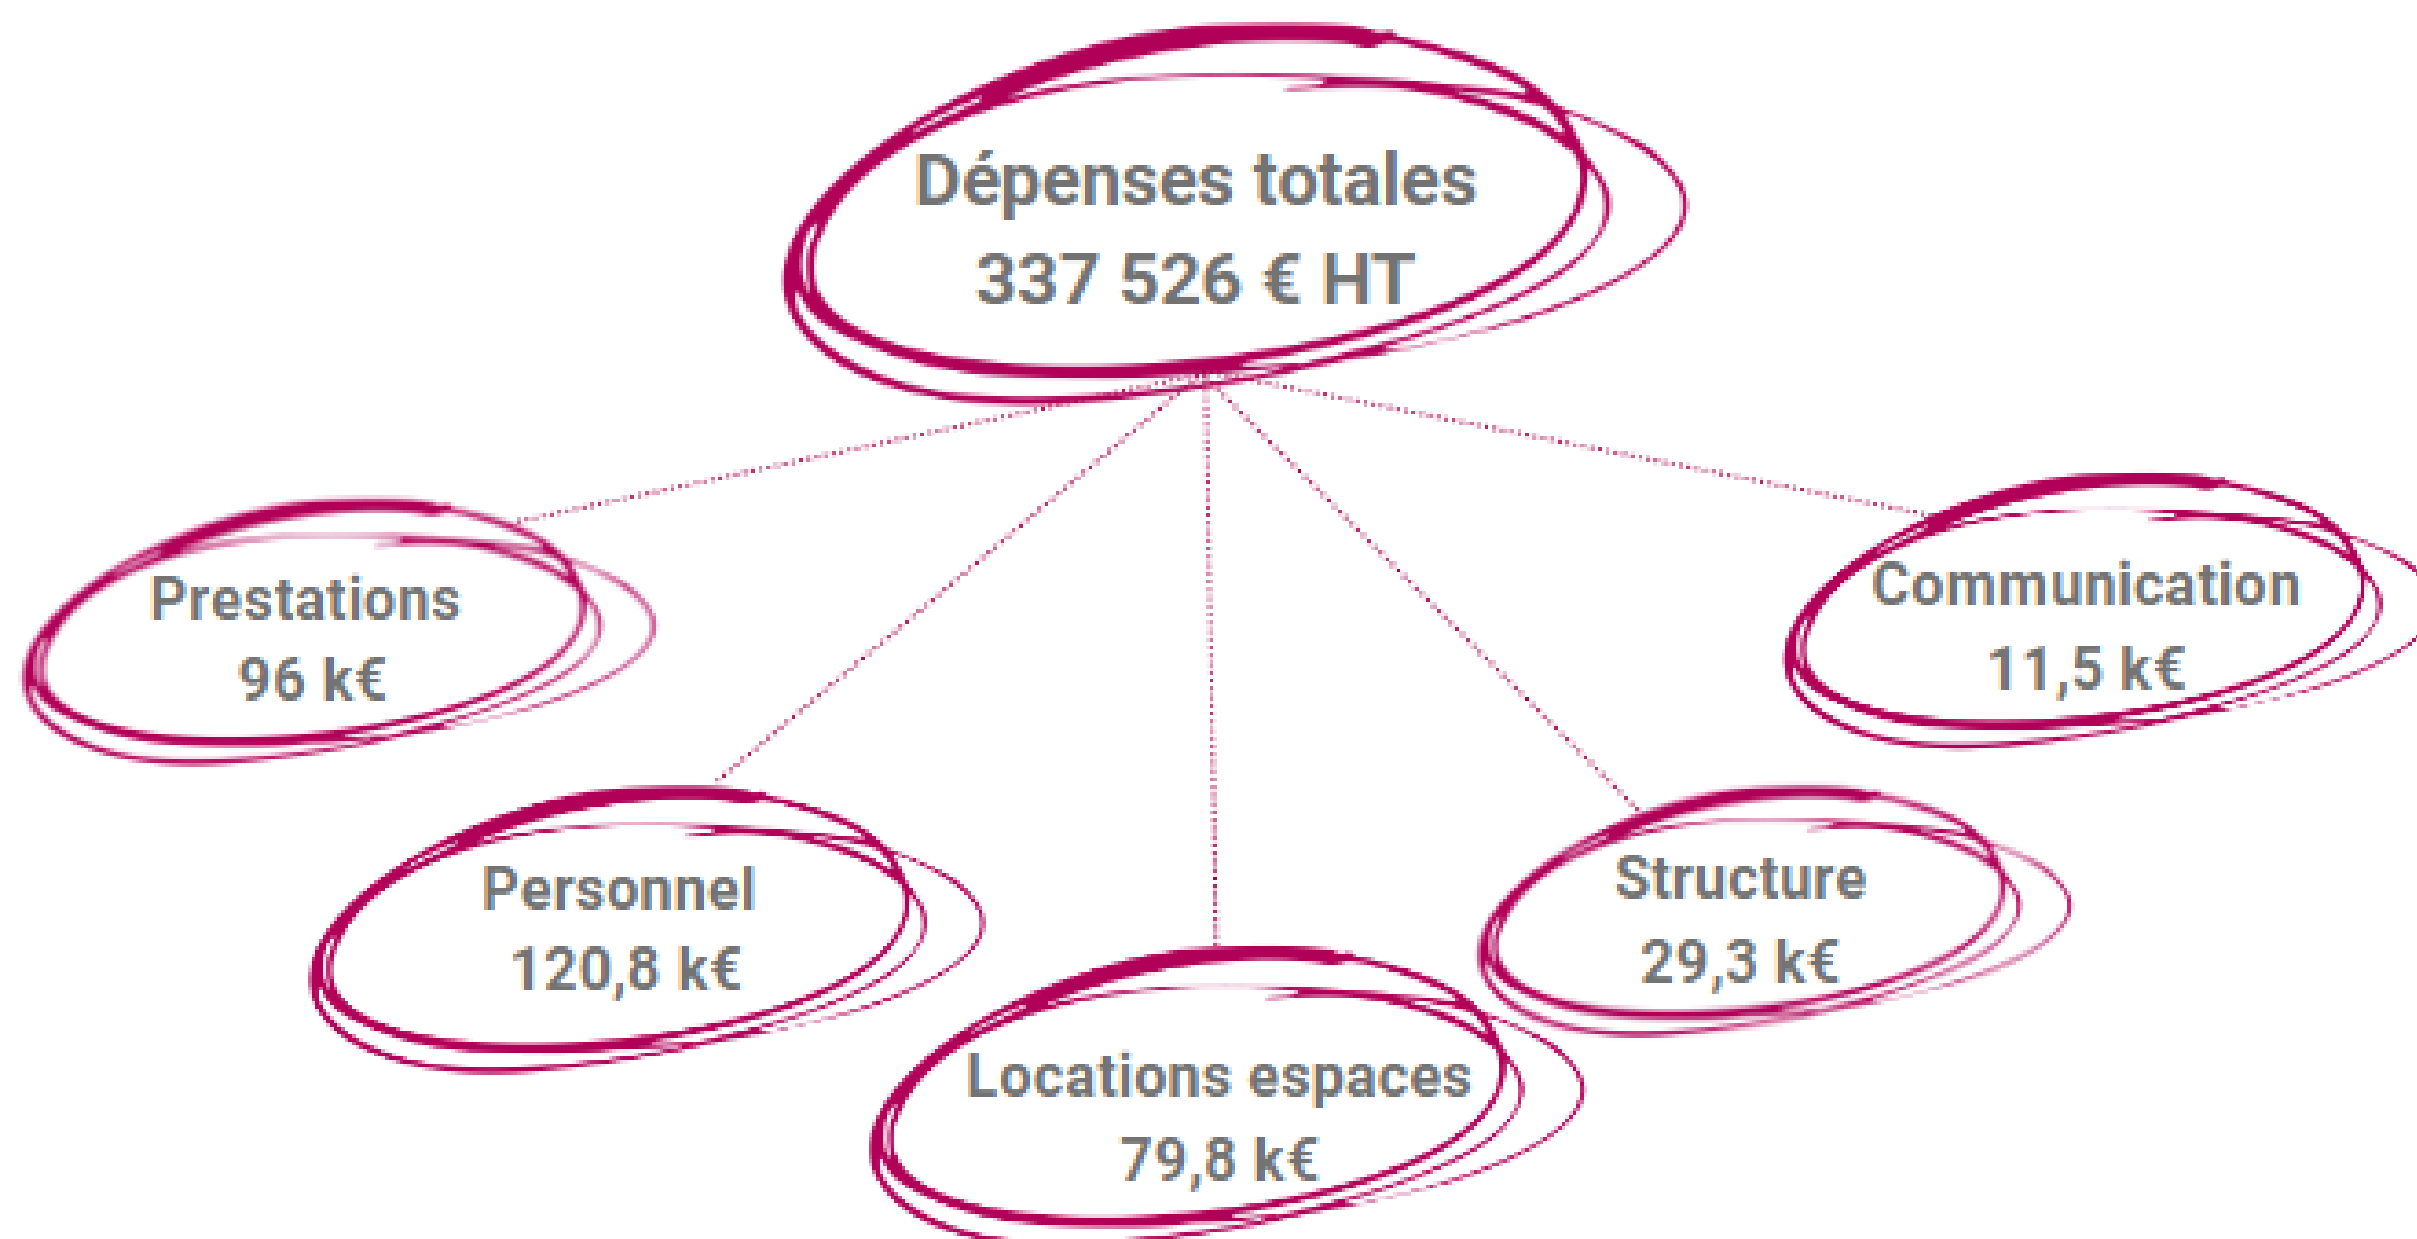 Dépenses totales
337 526 € HT
Prestations
96 k€
Personnel
120,8 k€
Locations espaces
79,8 k€
Structure
29,3 k€
Communication
11,5 k€